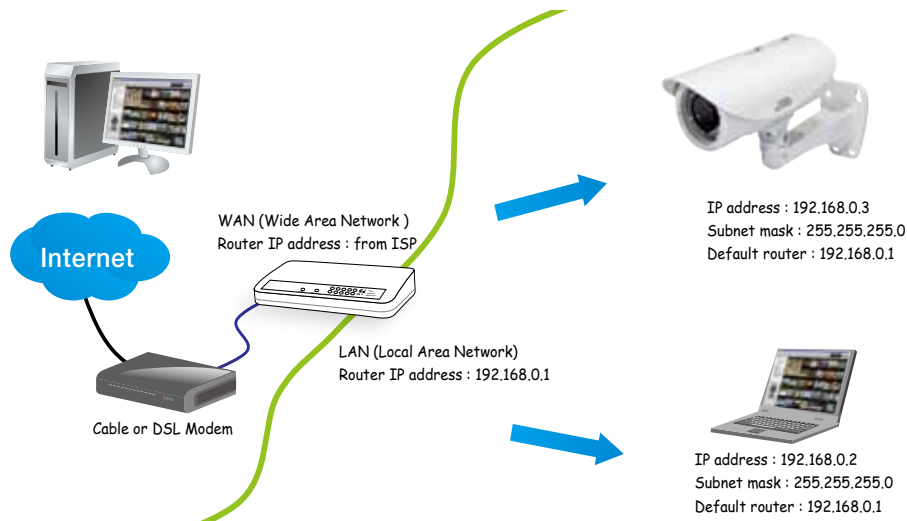 WAN (Wide Area Network )
Router IP address : from ISP
Internet
LAN (Local Area Network)
Router IP address : 192.168.0.1
Cable or DSL Modem
IP address : 192.168.0.3
Subnet mask : 255.255.255.0
Default router : 192.168.0.1
IP address : 192.168.0.2
Subnet mask : 255.255.255.0
Default router : 192.168.0.1